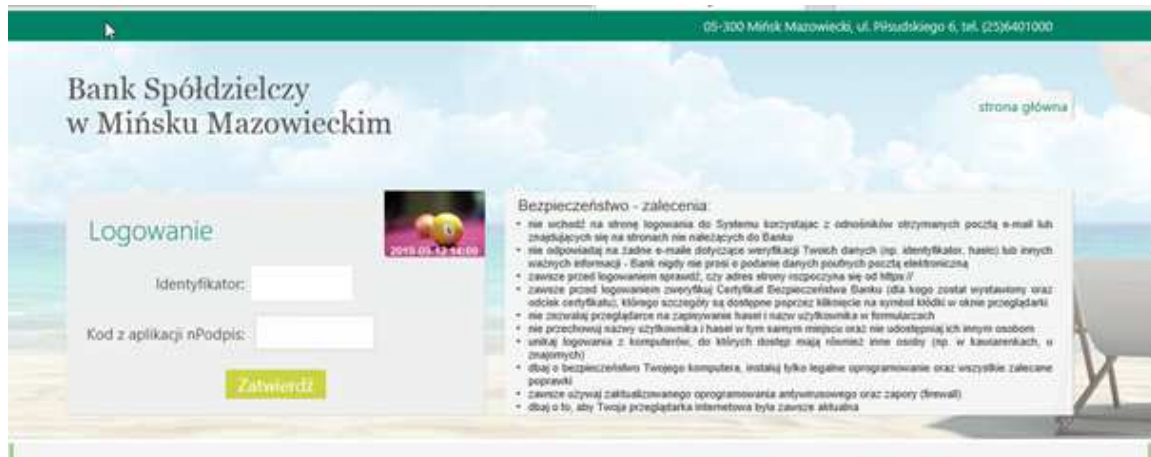 05-300 Mińsk Mazowiecki, ul. Piłsudskiego 6, tel. (25)6401000
Bank Spółdzielczy
w Mińsku Mazowieckim
strona główna
Logowanie
2019-03-12 14:00
Identyfikator:
Kod z aplikacji nPodpis:
Zatwierdź
Bezpieczeństwo - zalecenia:
• nie wchodź na stronę logowania do Systemu korzystając z odnośników otrzymanych pocztą e-mail lub
znajdujących się na stronach nie należących do Banku
• nie odpowiadaj na żadne e-maile dotyczące weryfikacji Twoich danych (np. identyfikator, hasło) lub innych
ważnych informacji - Bank nigdy nie prosi o podanie danych poufnych pocztą elektroniczną
• zawsze przed logowaniem sprawdź, czy adres strony rozpoczyna się od https://
• zawsze przed logowaniem zweryfikuj Certyfikat Bezpieczeństwa Banku (dla kogo został wystawiony oraz
odcisk certyfikatu), którego szczegóły są dostępne poprzez kliknięcie na symbol kłódki w oknie przeglądarki
• nie zezwalaj przeglądarce na zapisywanie haseł i nazw użytkownika w formularzach
• nie przechowuj nazwy użytkownika i haseł w tym samym miejscu oraz nie udostępniaj ich innym osobom
• unikaj logowania z komputerów, do których dostęp mają również inne osoby (np. w kawiarenkach, u
znajomych)
• dbaj o bezpieczeństwo Twojego komputera, instaluj tylko legalne oprogramowanie oraz wszystkie zalecane
poprawki
• zawsze używaj zaktualizowanego oprogramowania antywirusowego oraz zapory (firewall)
• dbaj o to, aby Twoja przeglądarka internetowa była zawsze aktualna